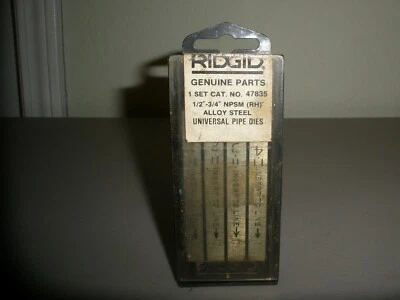 RIDGID
GENUINE PARTS
1 SET CAT. NO. 47835
1/2"-3/4" NPSM (RH)
ALLOY STEEL
UNIVERSAL PIPE DIES